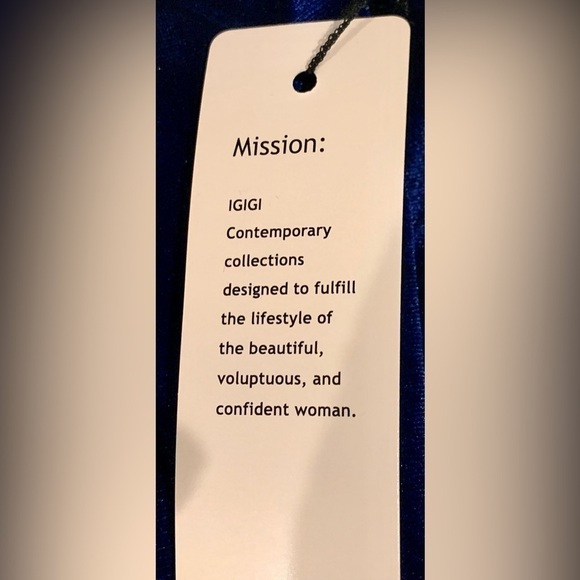 Mission:
IGIGI
Contemporary
collections
designed to fulfill
the lifestyle of
the beautiful,
voluptuous, and
confident woman.